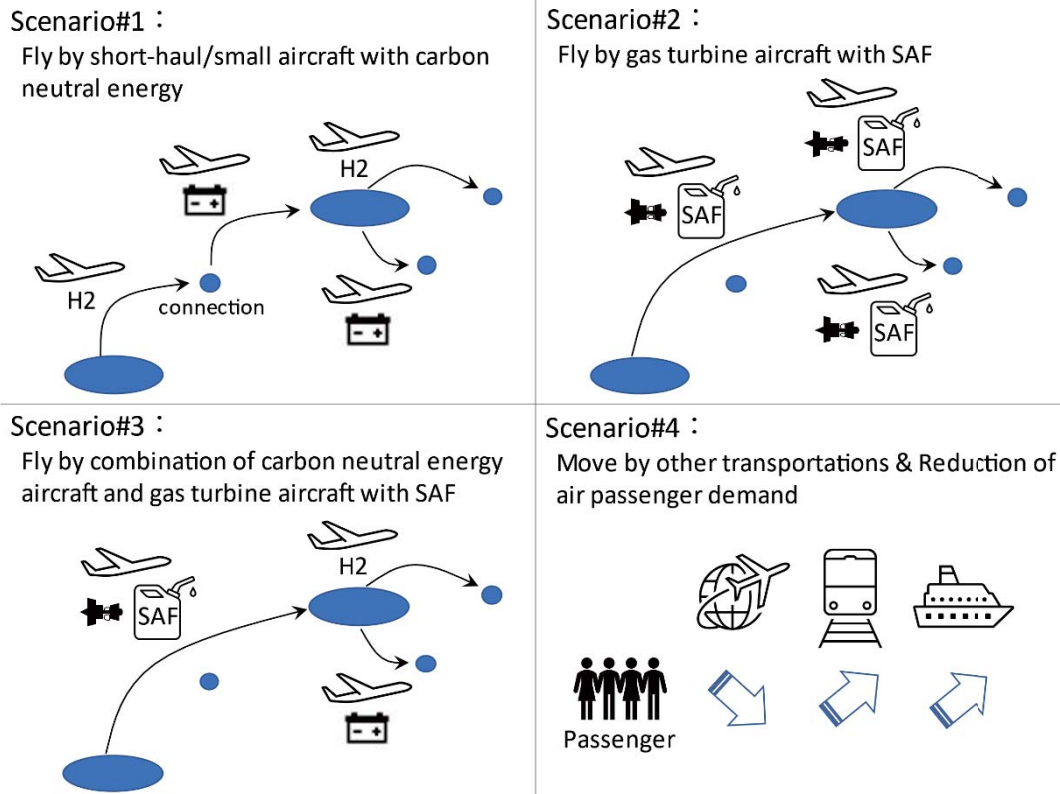 Scenario#1：
Fly by short-haul/small aircraft with carbon
neutral energy
H2
H2
connection
Scenario#2：
Fly by gas turbine aircraft with SAF
SAF
SAF
SAF
Scenario#3：
Fly by combination of carbon neutral energy
aircraft and gas turbine aircraft with SAF
H2
SAF
Scenario#4：
Move by other transportations & Reduction of
air passenger demand
Passenger